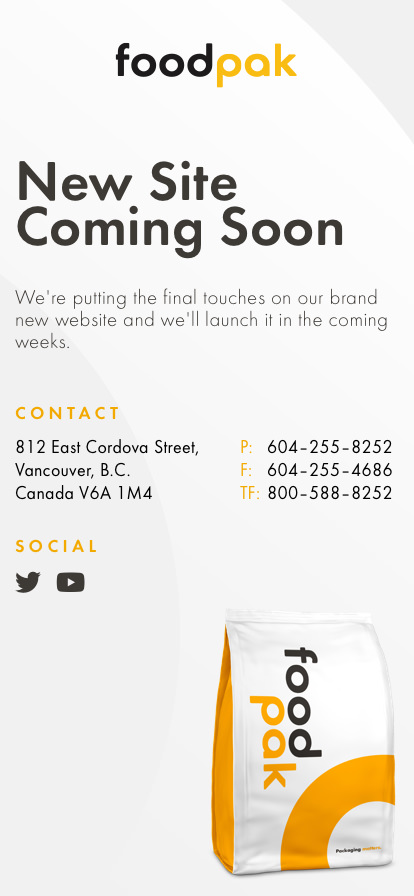 foodpak
New Site
Coming Soon
We're putting the final touches on our brand
new website and we'll launch it in the coming
weeks.
CONTACT
812 East Cordova Street,
Vancouver, B.C.
Canada V6A 1M4
P: 604-255-8252
F: 604-255-4686
TF: 800-588-8252
SOCIAL
food
pak
Packaging matters.